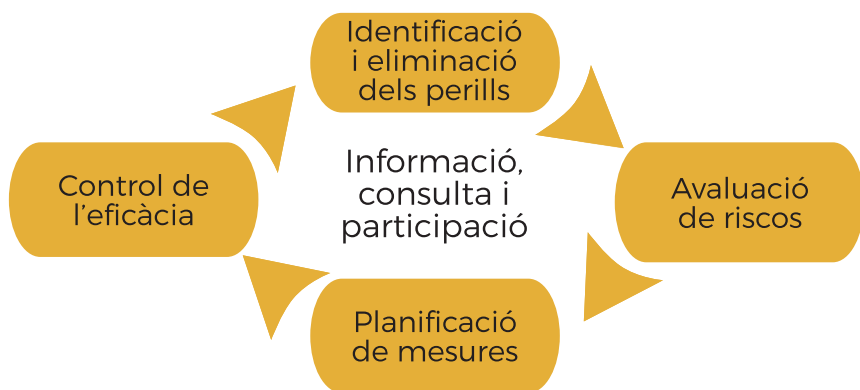 Identificació
i eliminació
dels perills
Informació,
consulta i
participació
Control de
l'eficàcia
Avaluació
de riscos
Planificació
de mesures